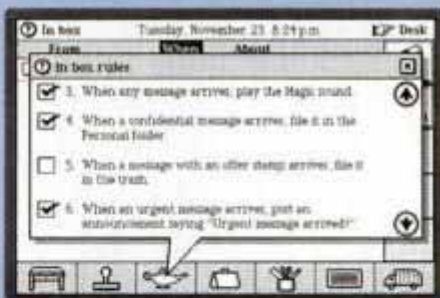 In box Tuesday, November 23 8:24 p.m. Desk
From When About
In box rules
3. When any message arrives, play the Magic sound.
4. When a confidential message arrives, file it in the
Personal folder.
5. When a message with an offer stamp arrives, file it
in the trash.
6. When an urgent message arrives, post an
announcement saying "Urgent message arrived!"